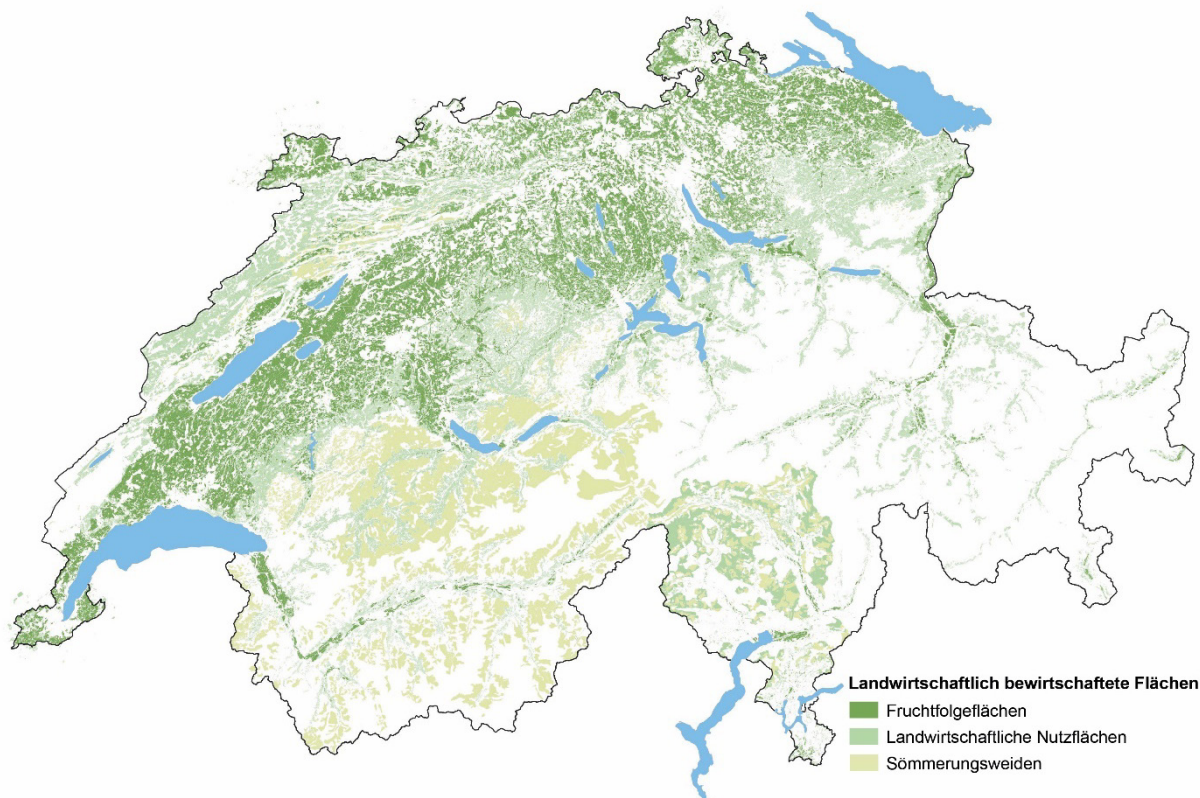 Landwirtschaftlich bewirtschaftete Flächen
Fruchtfolgeflächen
Landwirtschaftliche Nutzflächen
Sömmerungsweiden